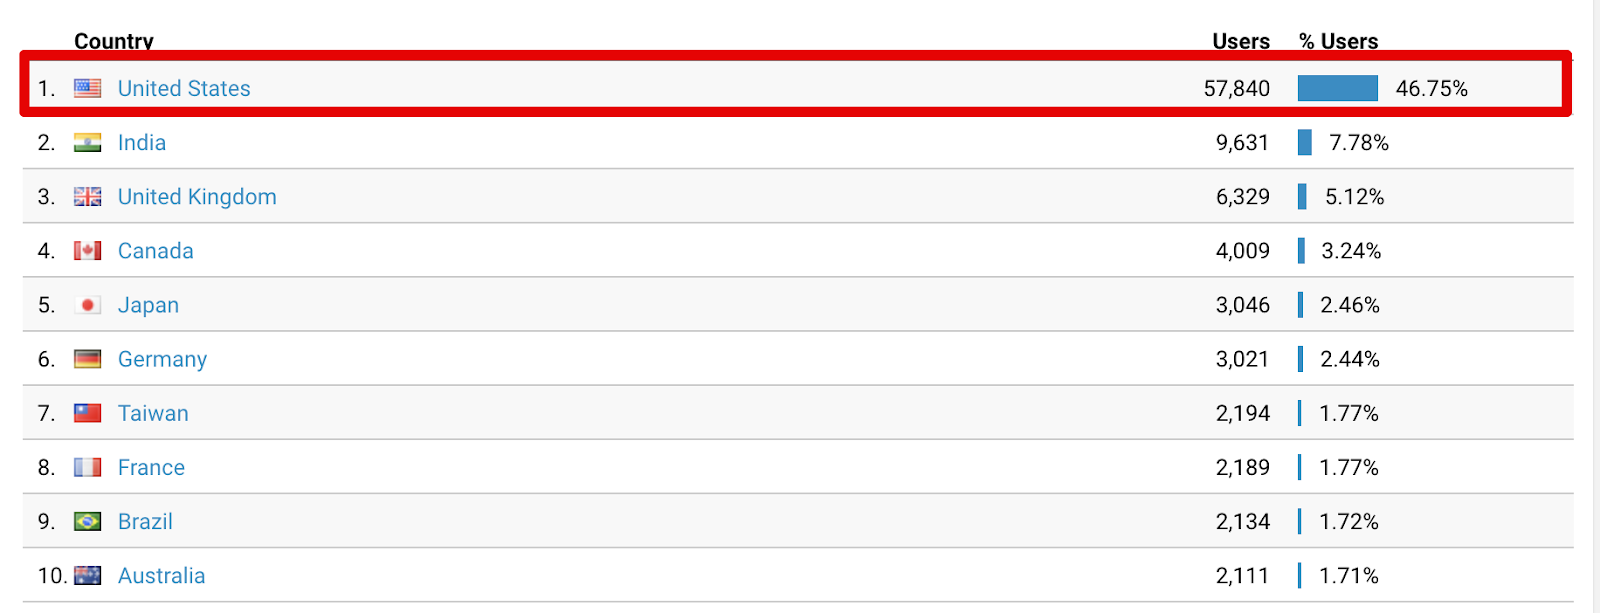 Country Users % Users
1. United States 57,840 46.75%
2. India 9,631 7.78%
3. United Kingdom 6,329 5.12%
4. Canada 4,009 3.24%
5. Japan 3,046 2.46%
6. Germany 3,021 2.44%
7. Taiwan 2,194 1.77%
8. France 2,189 1.77%
9. Brazil 2,134 1.72%
10. Australia 2,111 1.71%